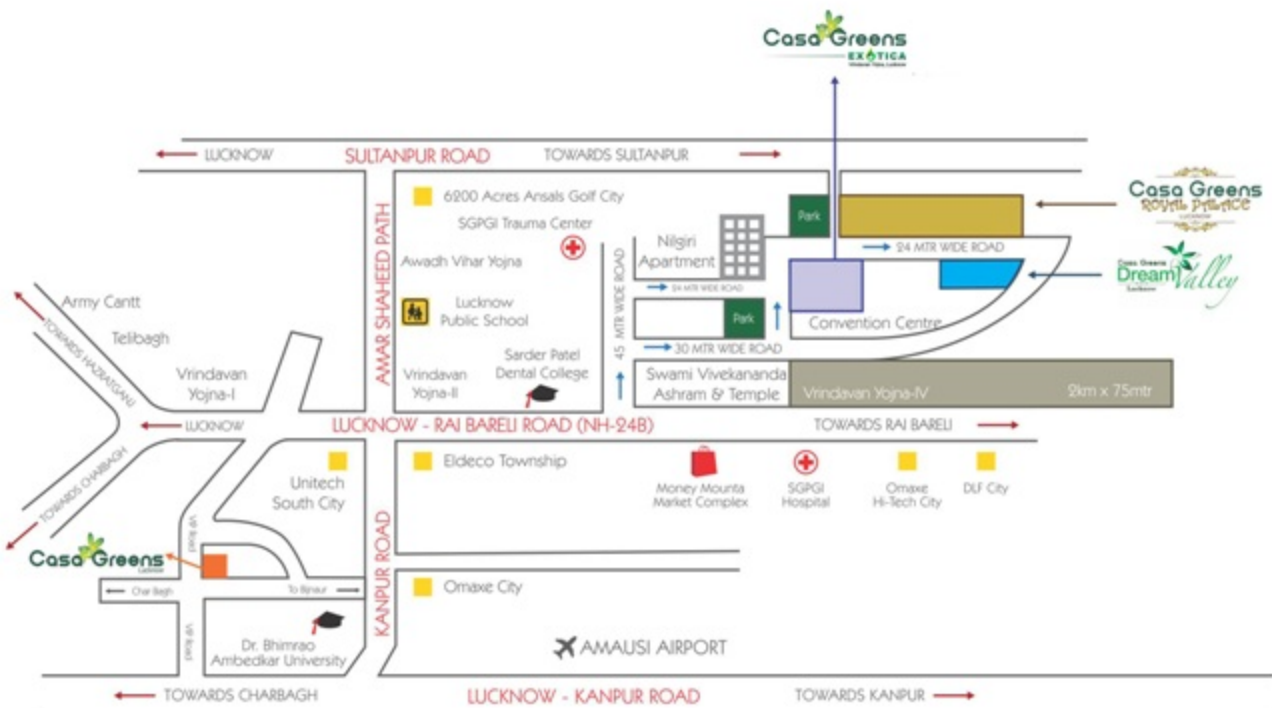 Casa Greens
EXOTICA
LUCKNOW
SULTANPUR ROAD
TOWARDS SULTANPUR
Casa Greens
ROYAL PALACE
LUCKNOW
6200 Acres Ansals Golf City
SGPGI Trauma Center
Park
24 MTR WIDE ROAD
Nilgiri
Apartment
Awadh Vihar Yojna
24 MTR WIDE ROAD
Casa Greens
Dream Valley
Lucknow
AMAR SHAHEED PATH
45 MTR WIDE ROAD
Army Cantt
Telibagh
TOWARDS HAZRATGANJ
Lucknow
Public School
Park
Convention Centre
30 MTR WIDE ROAD
Sarder Patel
Dental College
Vrindavan
Yojna-I
Vrindavan
Yojna-II
Swami Vivekananda
Ashram & Temple
Vrindavan Yojna-IV
2km x 75mtr
LUCKNOW
LUCKNOW - RAI BARELI ROAD (NH-24B)
TOWARDS RAI BARELI
TOWARDS CHARBAGH
Unitech
South City
Eldeco Township
Money Mounta
Market Complex
SGPGI
Hospital
Omaxe
Hi-Tech City
DLF City
VIP Road
Casa Greens
KANPUR ROAD
Char Bagh
To Bijnaur
Omaxe City
VIP Road
Dr. Bhimrao
Ambedkar University
AMAUSI AIRPORT
TOWARDS CHARBAGH
LUCKNOW - KANPUR ROAD
TOWARDS KANPUR